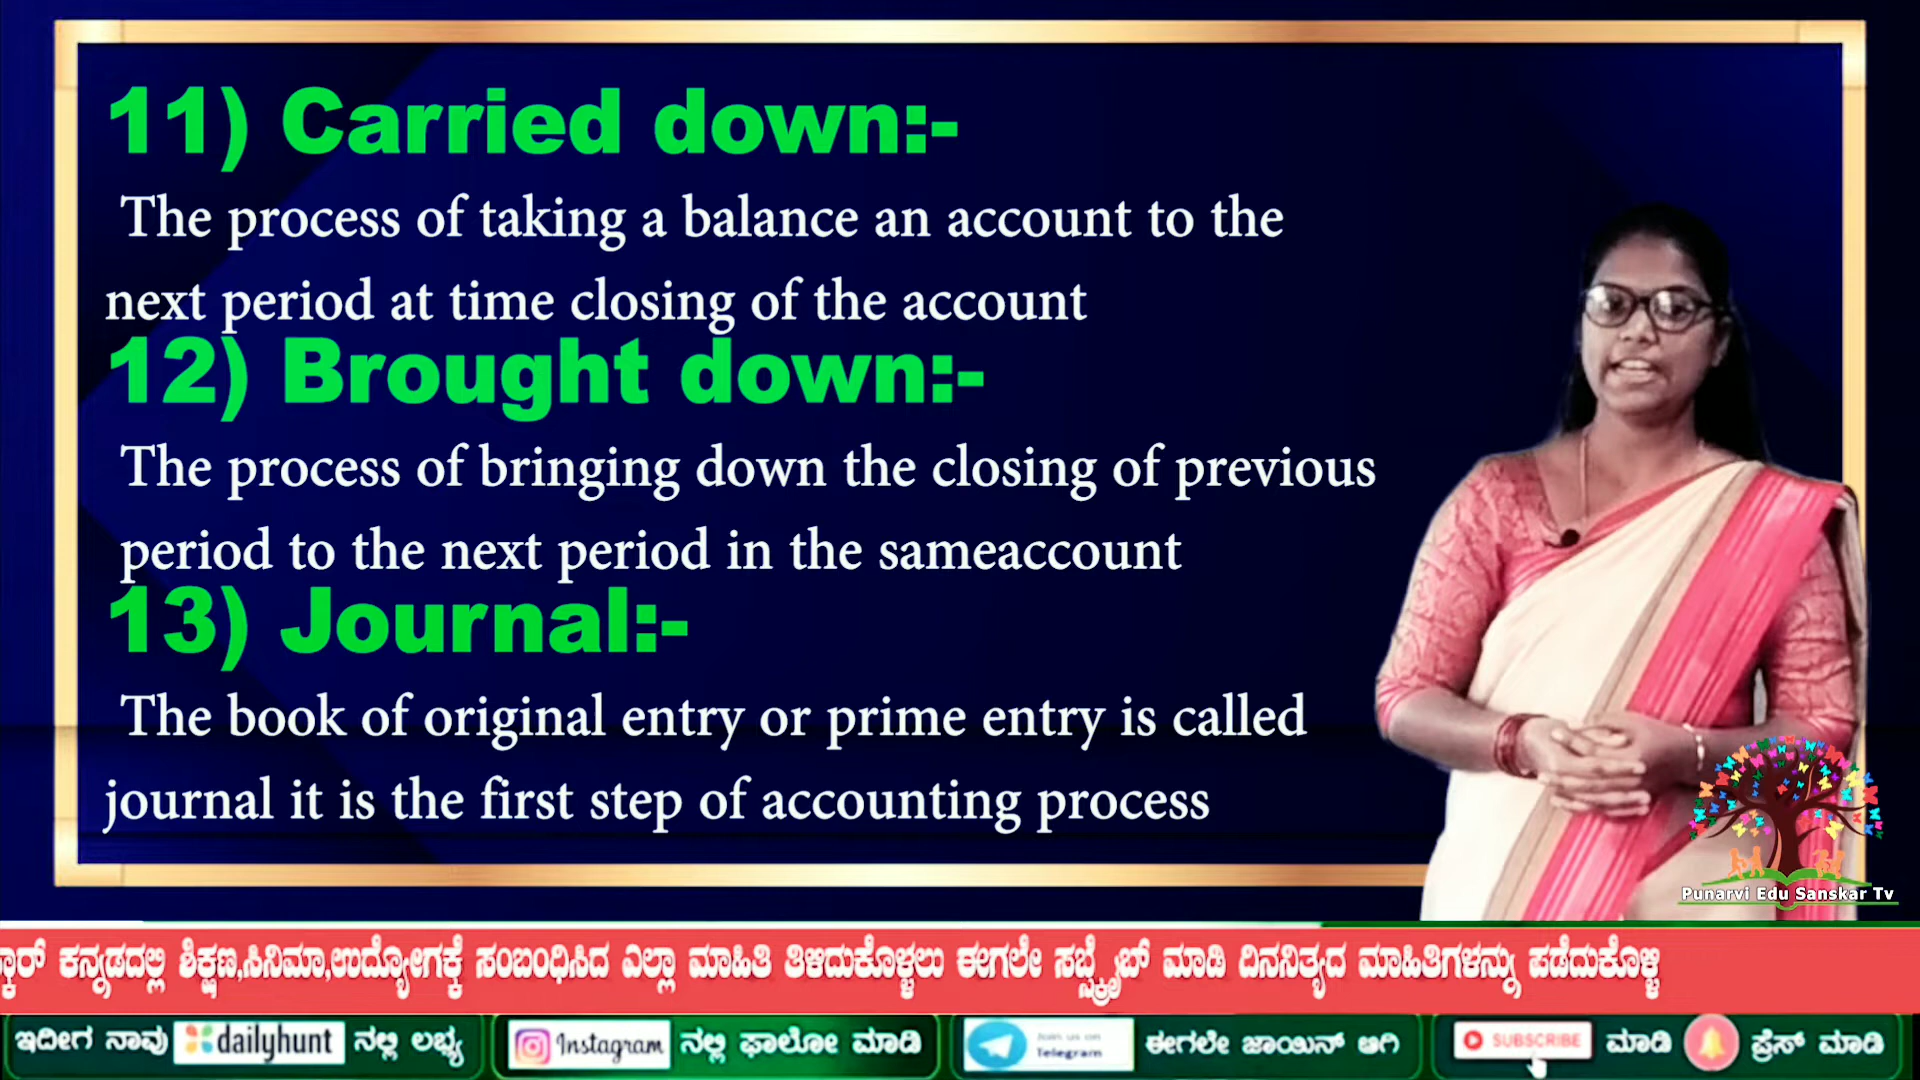 11) Carried down:-
The process of taking a balance an account to the
next period at time closing of the account
12) Brought down:-
The process of bringing down the closing of previous
period to the next period in the sameaccount
13) Journal:-
The book of original entry or prime entry is called
journal it is the first step of accounting process
Punarvi Edu Sanskar Tv
ಕನ್ನಡದಲ್ಲಿ ಶಿಕ್ಷಣ,ಸಿನಿಮಾ,ಉದ್ಯೋಗಕ್ಕೆ ಸಂಬಂಧಿಸಿದ ಎಲ್ಲಾ ಮಾಹಿತಿ ತಿಳಿದುಕೊಳ್ಳಲು ಈಗಲೇ ಸಬ್ಸ್ಕ್ರೈಬ್ ಮಾಡಿ ದಿನನಿತ್ಯದ ಮಾಹಿತಿಗಳನ್ನು ಪಡೆದುಕೊಳ್ಳಿ
ಇದೀಗ ನಾವು dailyhunt ನಲ್ಲಿ ಲಭ್ಯ
Instagram ನಲ್ಲಿ ಫಾಲೋ ಮಾಡಿ
Join us on
Telegram
ಈಗಲೇ ಜಾಯಿನ್ ಆಗಿ
SUBSCRIBE ಮಾಡಿ ಪ್ರೆಸ್ ಮಾಡಿ